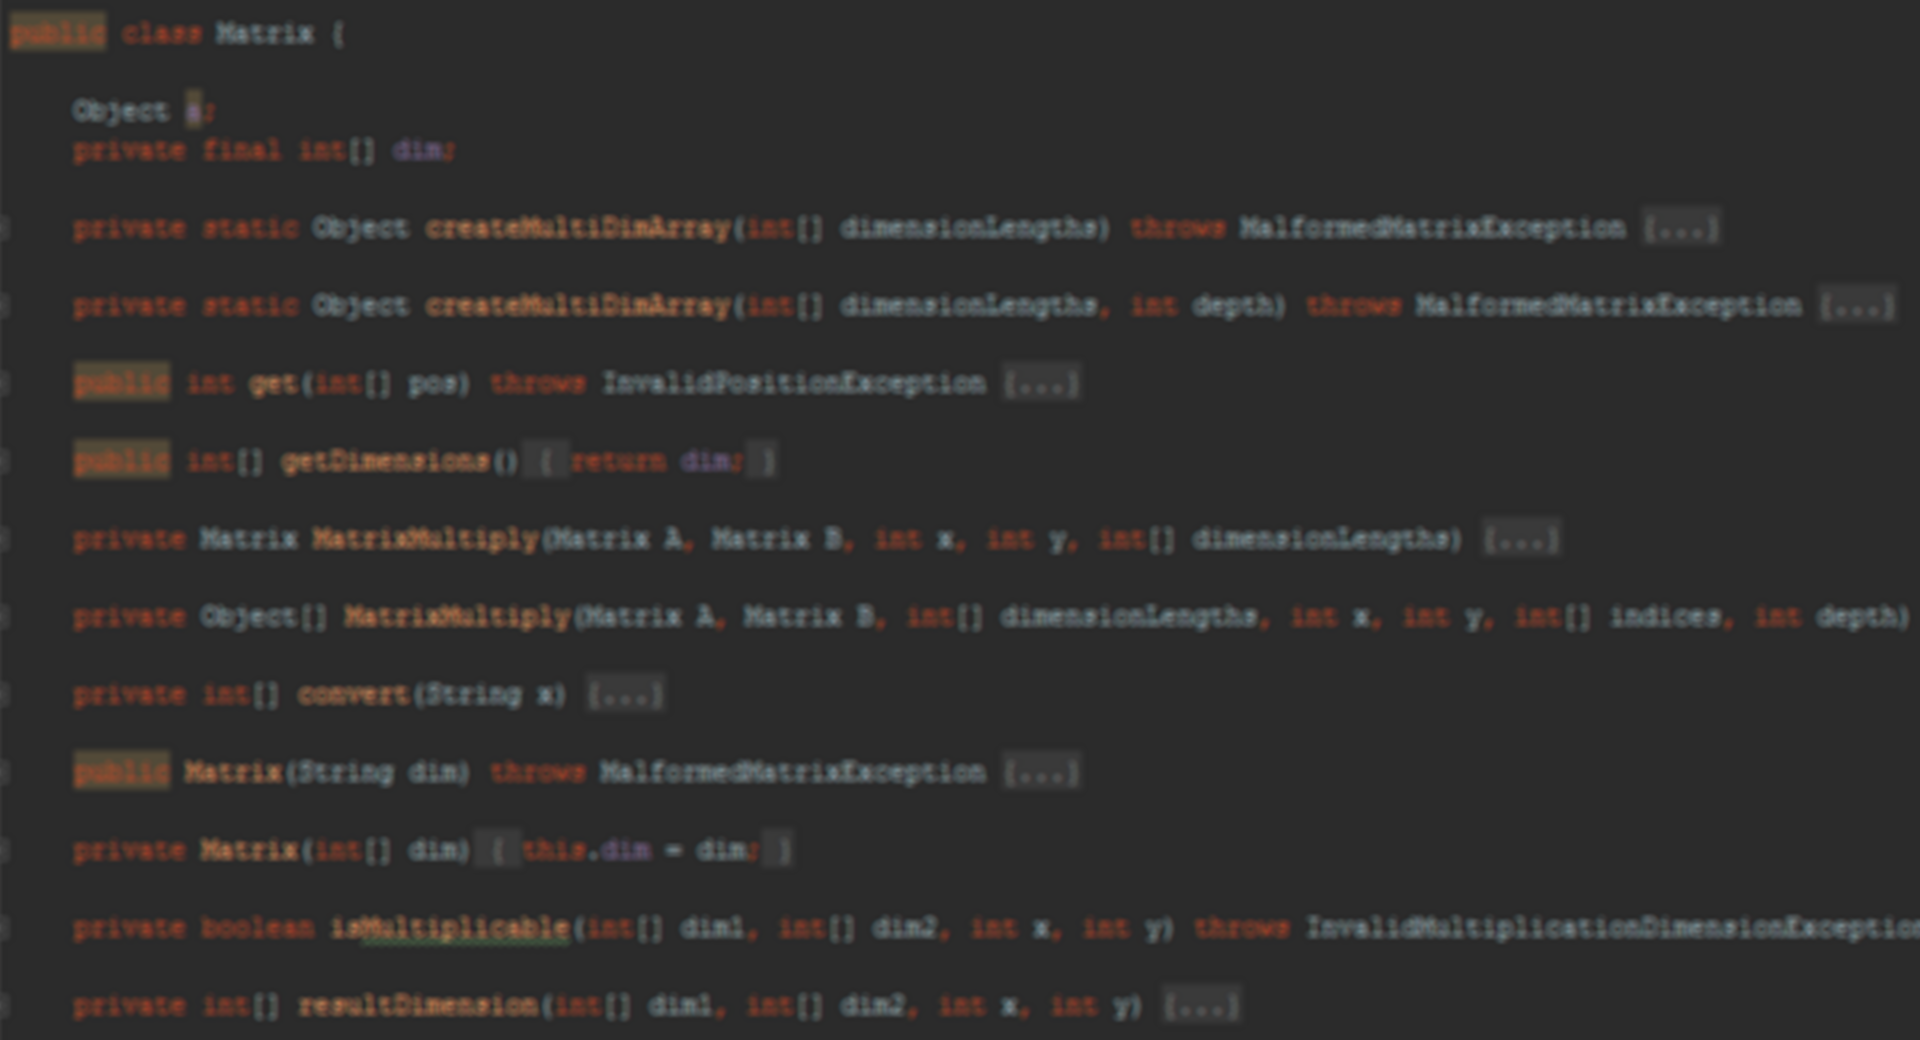 public class Matrix {
Object ;
private final int[] dim;
private static Object createMultiDimArray(int[] dimensionLengths) throws MalformedMatrixException {...}
private static Object createMultiDimArray(int[] dimensionLengths, int depth) throws MalformedMatrixException {...}
public int get(int[] pos) throws InvalidPositionException {...}
public int[] getDimensions() { return dim; }
private Matrix MatrixMultiply(Matrix A, Matrix B, int x, int y, int[] dimensionLengths) {...}
private Object[] MatrixMultiply(Matrix A, Matrix B, int[] dimensionLengths, int x, int y, int[] indices, int depth)
private int[] convert(String x) {...}
public Matrix(String dim) throws MalformedMatrixException {...}
private Matrix(int[] dim) { this.dim = dim; }
private boolean isMultiplicable(int[] dim1, int[] dim2, int x, int y) throws InvalidMultiplicationDimensionException
private int[] resultDimension(int[] dim1, int[] dim2, int x, int y) {...}